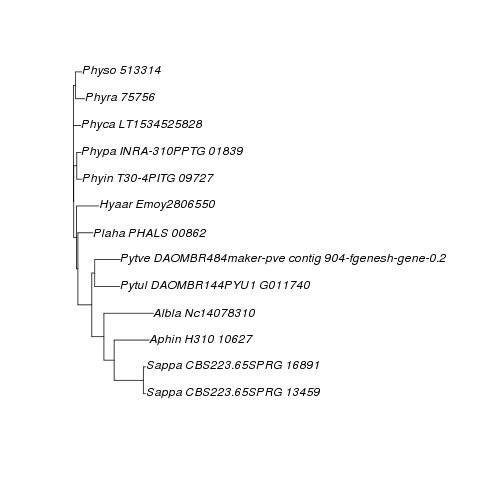 Physo 513314
Phyra 75756
Phyca LT1534525828
Phypa INRA-310PPTG 01839
Phyin T30-4PITG 09727
Hyaar Emoy2806550
Plaha PHALS 00862
Pytve DAOMBR484maker-pve contig 904-fgenesh-gene-0.2
Pytul DAOMBR144PYU1 G011740
Albla Nc14078310
Aphin H310 10627
Sappa CBS223.65SPRG 16891
Sappa CBS223.65SPRG 13459